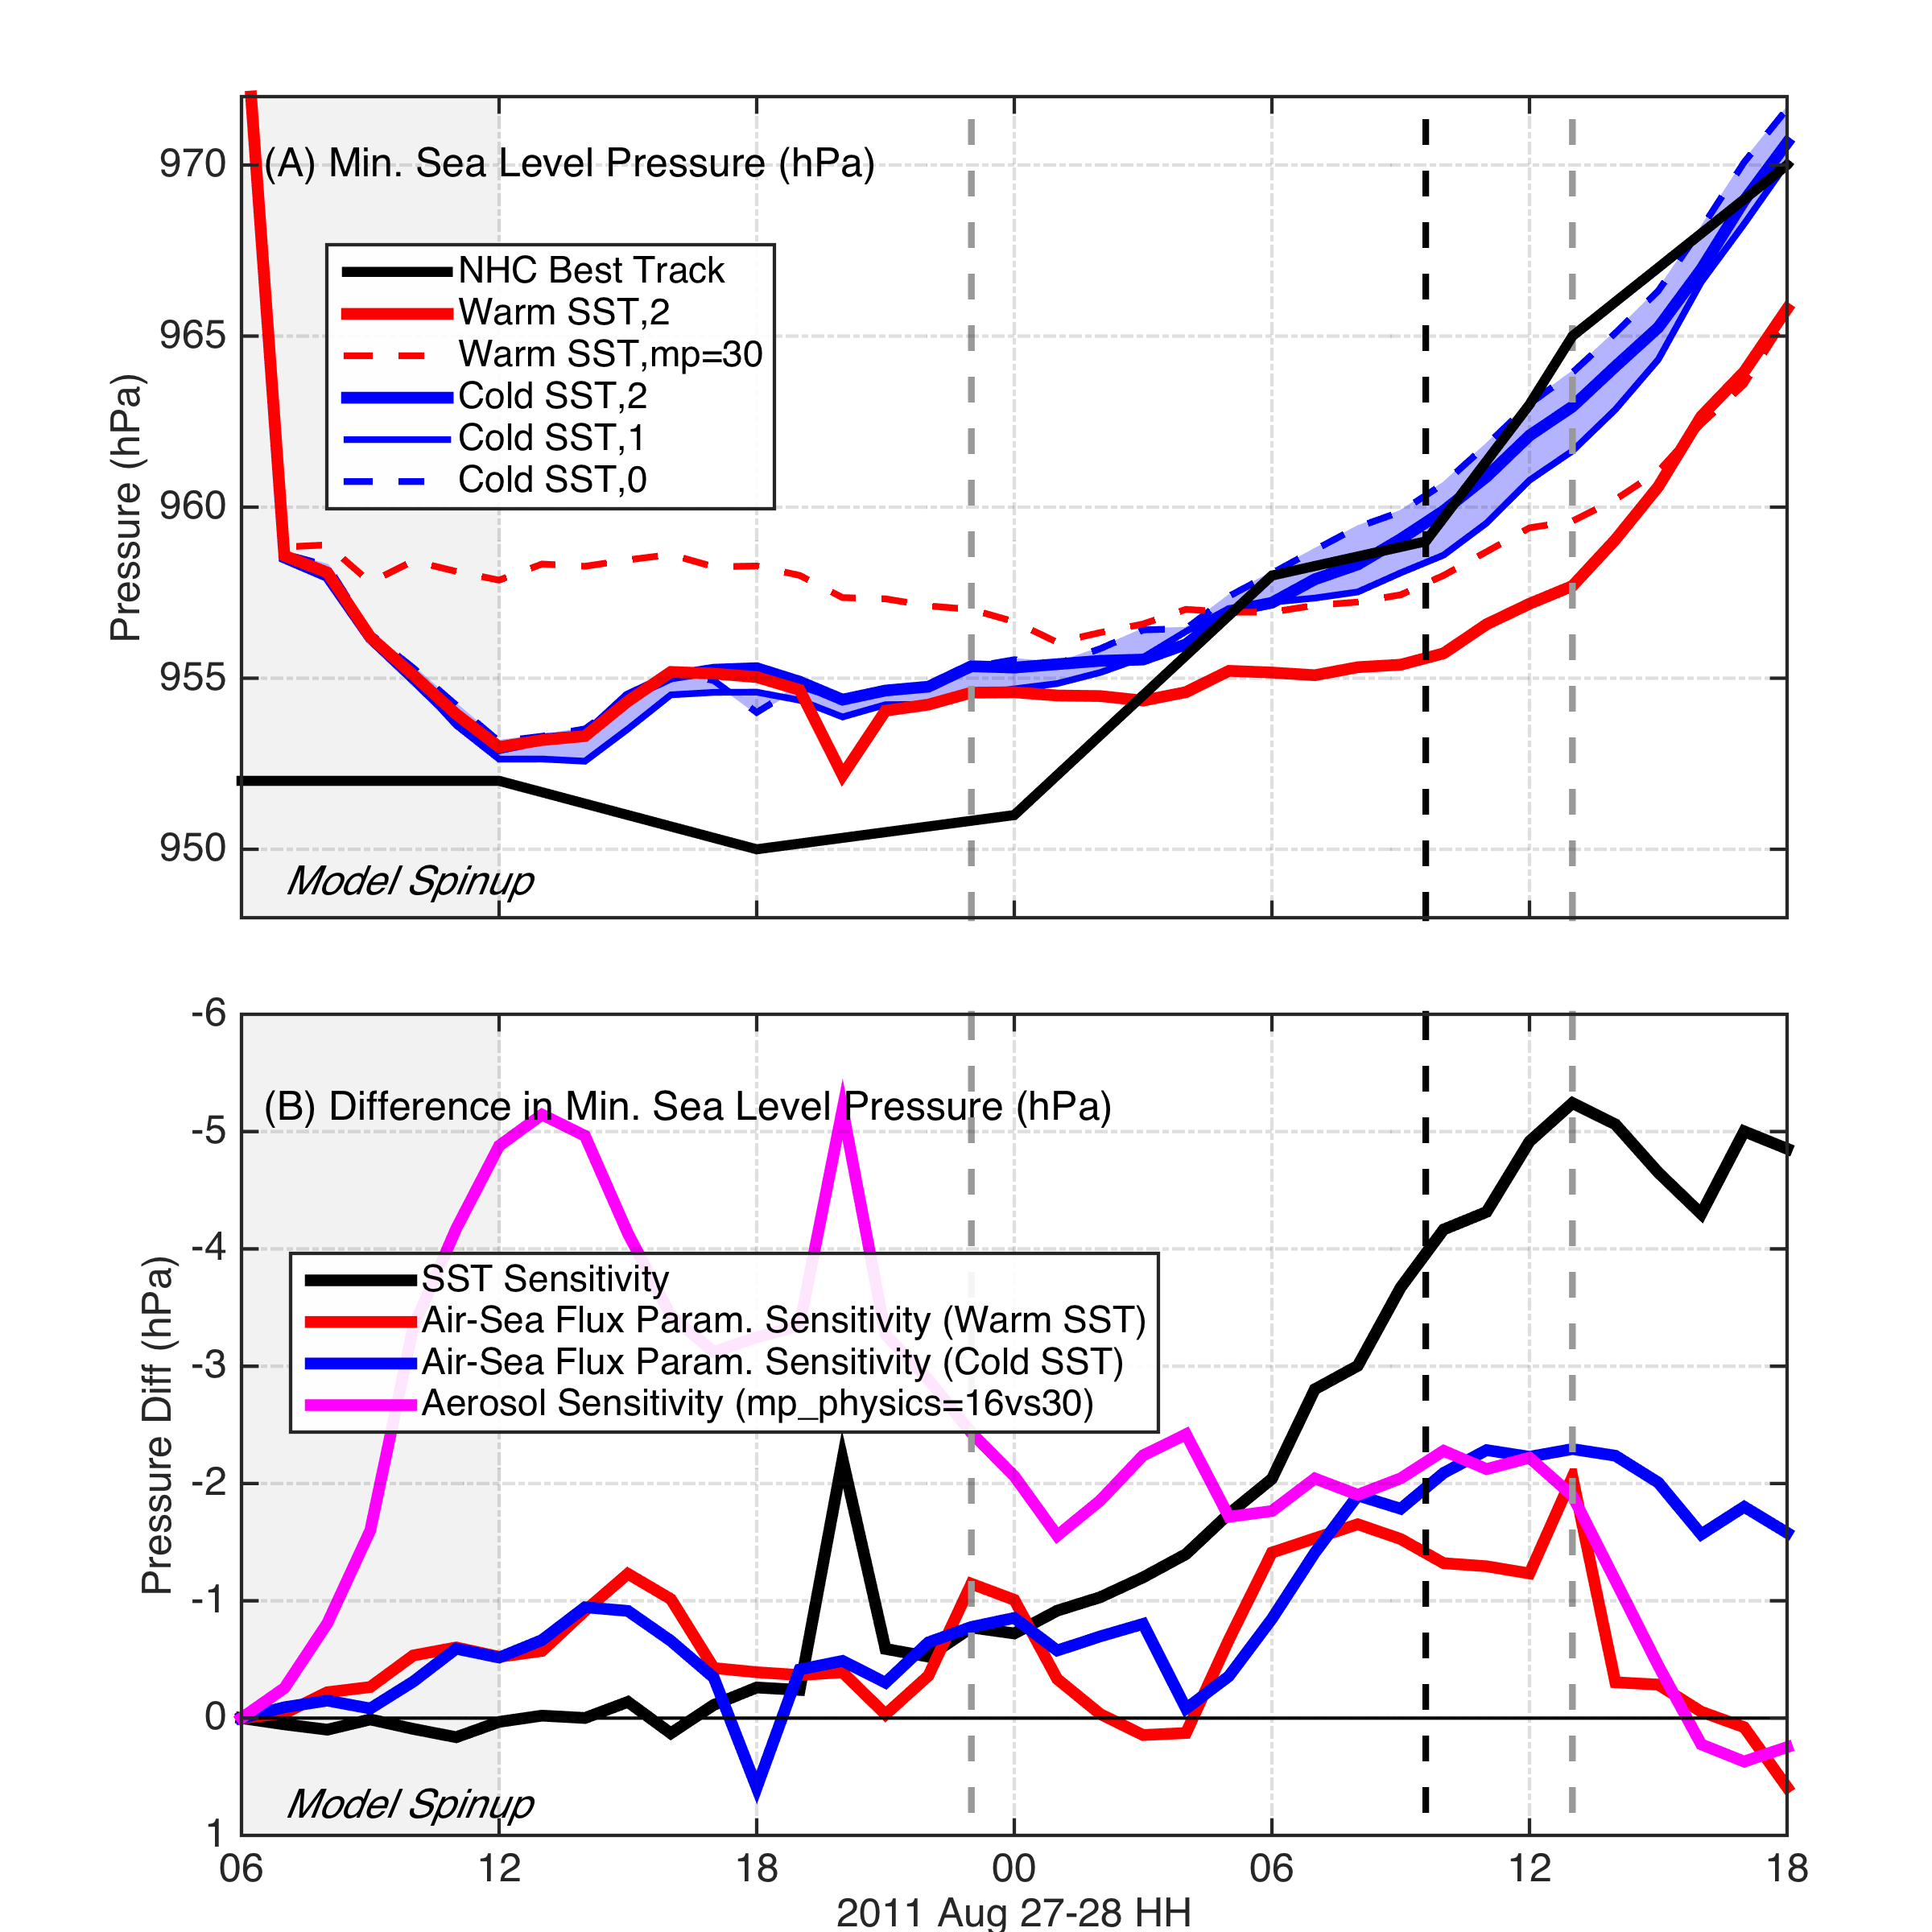 (A) Min. Sea Level Pressure (hPa)
970
965
960
955
950
Pressure (hPa)
NHC Best Track
Warm SST,2
Warm SST,mp=30
Cold SST,2
Cold SST,1
Cold SST,0
Model Spinup
(B) Difference in Min. Sea Level Pressure (hPa)
-6
-5
-4
-3
-2
-1
0
1
Pressure Diff (hPa)
SST Sensitivity
Air-Sea Flux Param. Sensitivity (Warm SST)
Air-Sea Flux Param. Sensitivity (Cold SST)
Aerosol Sensitivity (mp_physics=16vs30)
Model Spinup
06 12 18 00 06 12 18
2011 Aug 27-28 HH